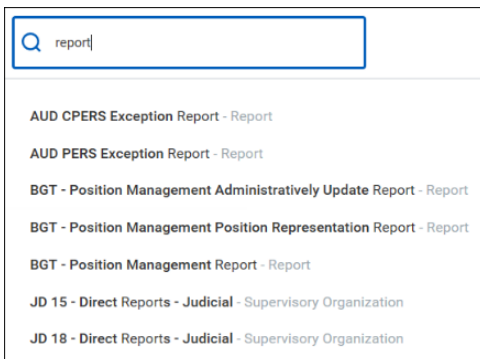 report
AUD CPERS Exception Report - Report
AUD PERS Exception Report - Report
BGT - Position Management Administratively Update Report - Report
BGT - Position Management Position Representation Report - Report
BGT - Position Management Report - Report
JD 15 - Direct Reports - Judicial - Supervisory Organization
JD 18 - Direct Reports - Judicial - Supervisory Organization